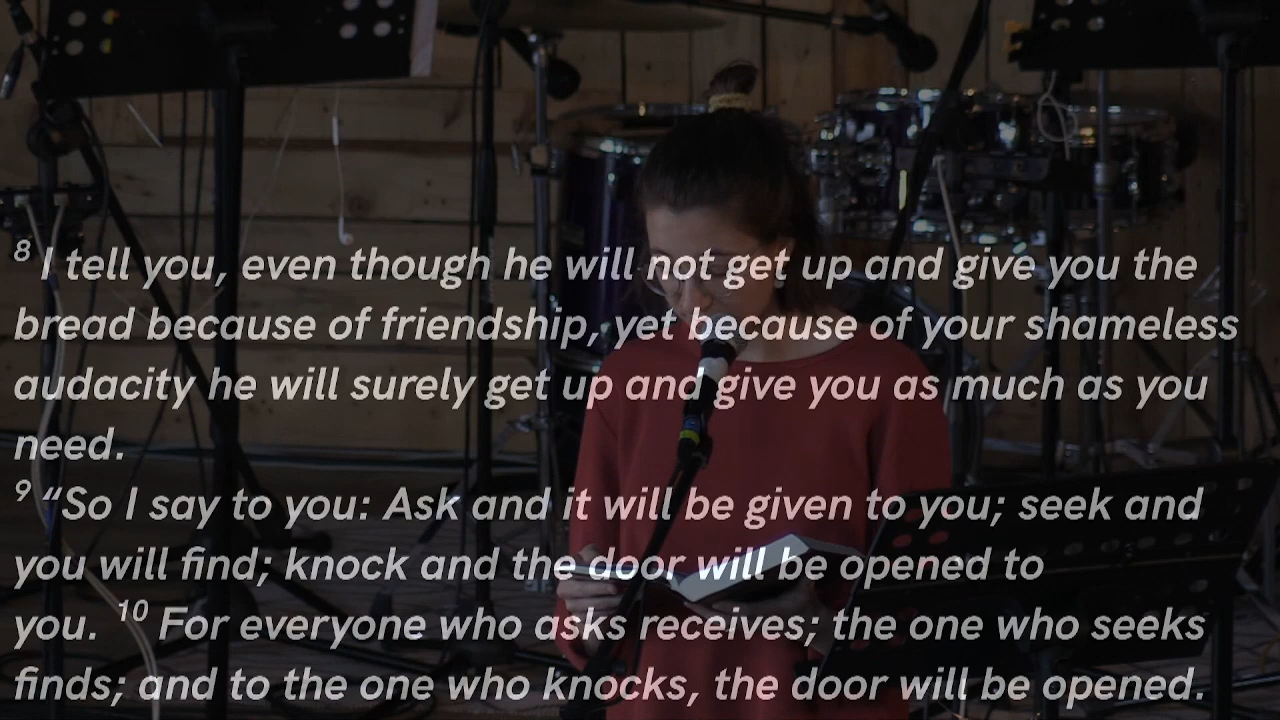 8 I tell you, even though he will not get up and give you the
bread because of friendship, yet because of your shameless
audacity he will surely get up and give you as much as you
need.
9 “So I say to you: Ask and it will be given to you; seek and
you will find; knock and the door will be opened to
you. 10 For everyone who asks receives; the one who seeks
finds; and to the one who knocks, the door will be opened.